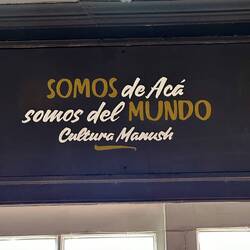 SOMOS de Acá
somos del MUNDO
Cultura Manush